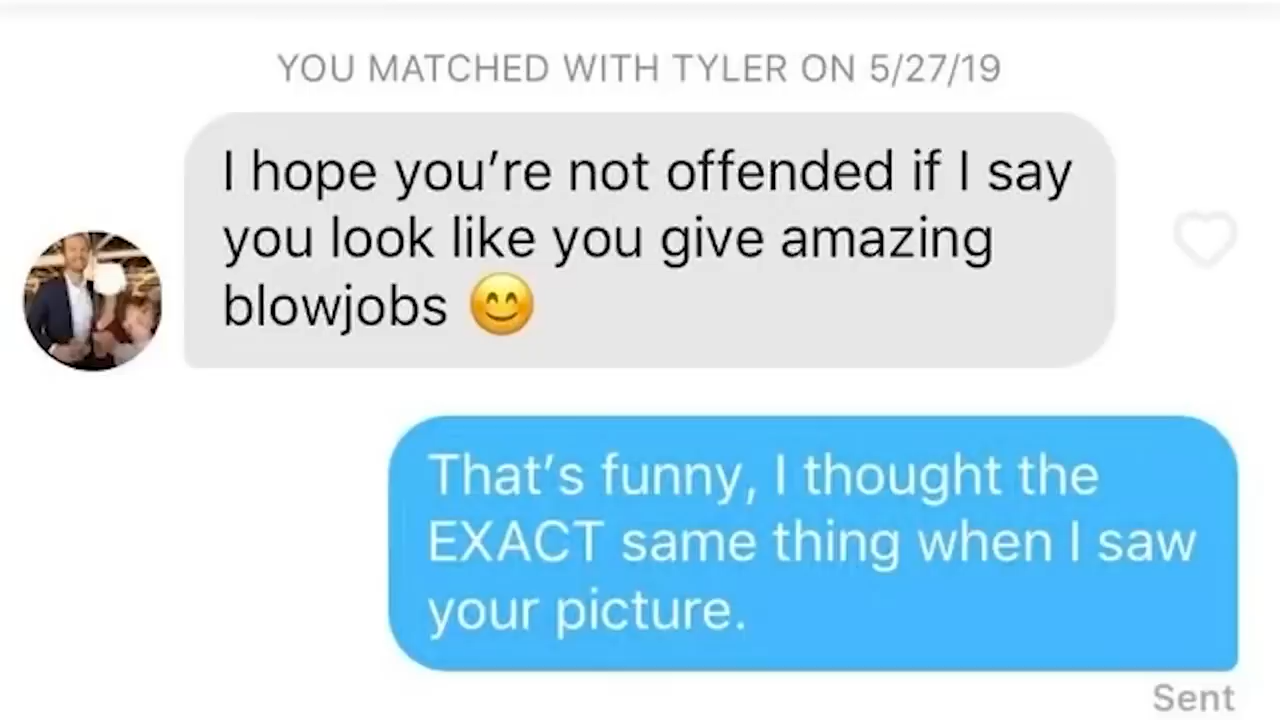 YOU MATCHED WITH TYLER ON 5/27/19
I hope you’re not offended if I say
you look like you give amazing
blowjobs 😊
That’s funny, I thought the
EXACT same thing when I saw
your picture.
Sent